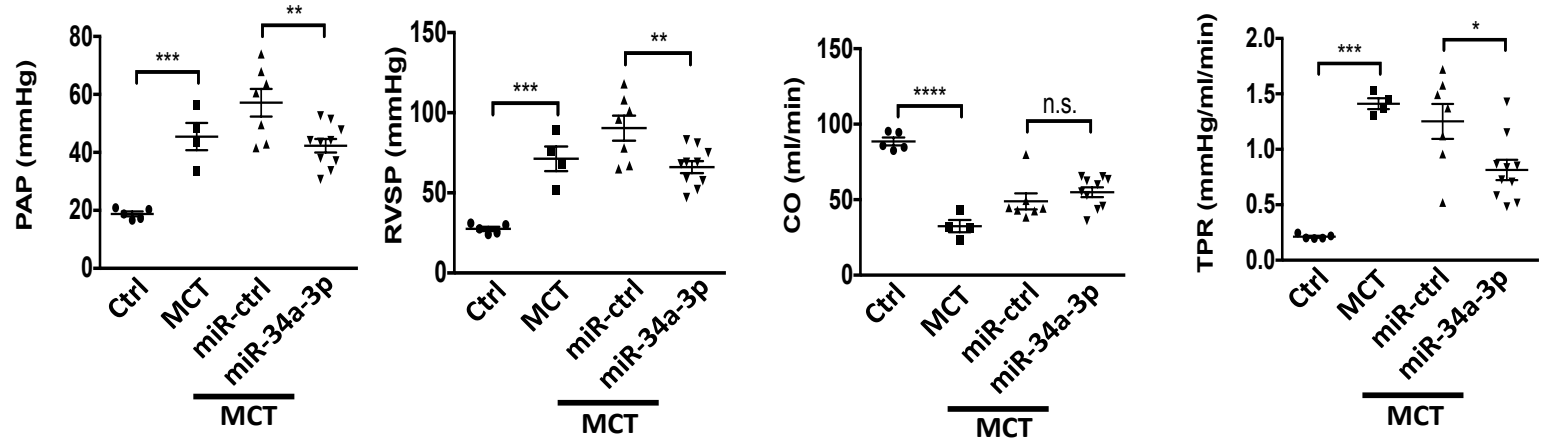 PAP (mmHg)
80
60
40
20
0
***
**
Ctrl
MCT
miR-ctrl
miR-34a-3p
MCT
RVSP (mmHg)
150
100
50
0
***
**
Ctrl
MCT
miR-ctrl
miR-34a-3p
MCT
CO (ml/min)
150
100
50
0
****
n.s.
Ctrl
MCT
miR-ctrl
miR-34a-3p
MCT
TPR (mmHg/ml/min)
2.0
1.5
1.0
0.5
0.0
***
*
Ctrl
MCT
miR-ctrl
miR-34a-3p
MCT